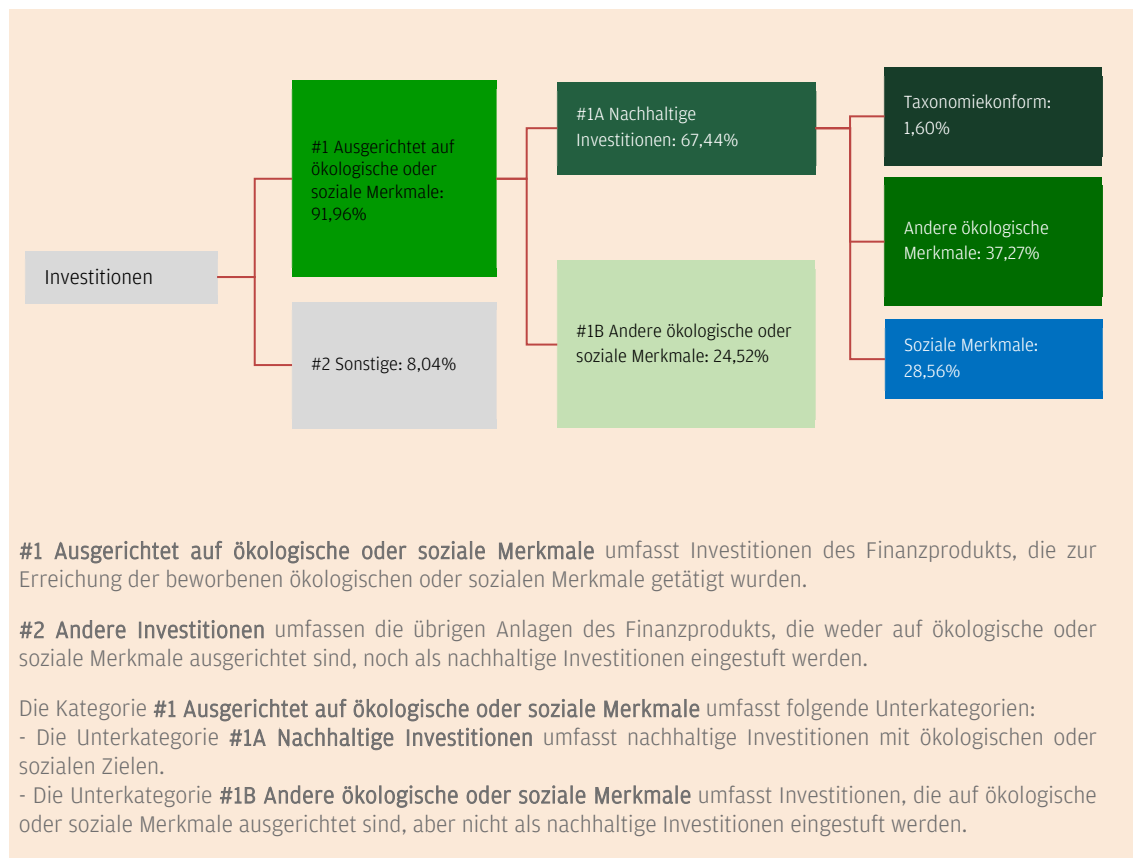 Investitionen
#1 Ausgerichtet auf
ökologische oder
soziale Merkmale:
91,96%
#2 Sonstige: 8,04%
#1A Nachhaltige
Investitionen: 67,44%
#1B Andere ökologische oder
soziale Merkmale: 24,52%
Taxonomiekonform:
1,60%
Andere ökologische
Merkmale: 37,27%
Soziale Merkmale:
28,56%
#1 Ausgerichtet auf ökologische oder soziale Merkmale umfasst Investitionen des Finanzprodukts, die zur
Erreichung der beworbenen ökologischen oder sozialen Merkmale getätigt wurden.
#2 Andere Investitionen umfassen die übrigen Anlagen des Finanzprodukts, die weder auf ökologische oder
soziale Merkmale ausgerichtet sind, noch als nachhaltige Investitionen eingestuft werden.
Die Kategorie #1 Ausgerichtet auf ökologische oder soziale Merkmale umfasst folgende Unterkategorien:
- Die Unterkategorie #1A Nachhaltige Investitionen umfasst nachhaltige Investitionen mit ökologischen oder
sozialen Zielen.
- Die Unterkategorie #1B Andere ökologische oder soziale Merkmale umfasst Investitionen, die auf ökologische
oder soziale Merkmale ausgerichtet sind, aber nicht als nachhaltige Investitionen eingestuft werden.